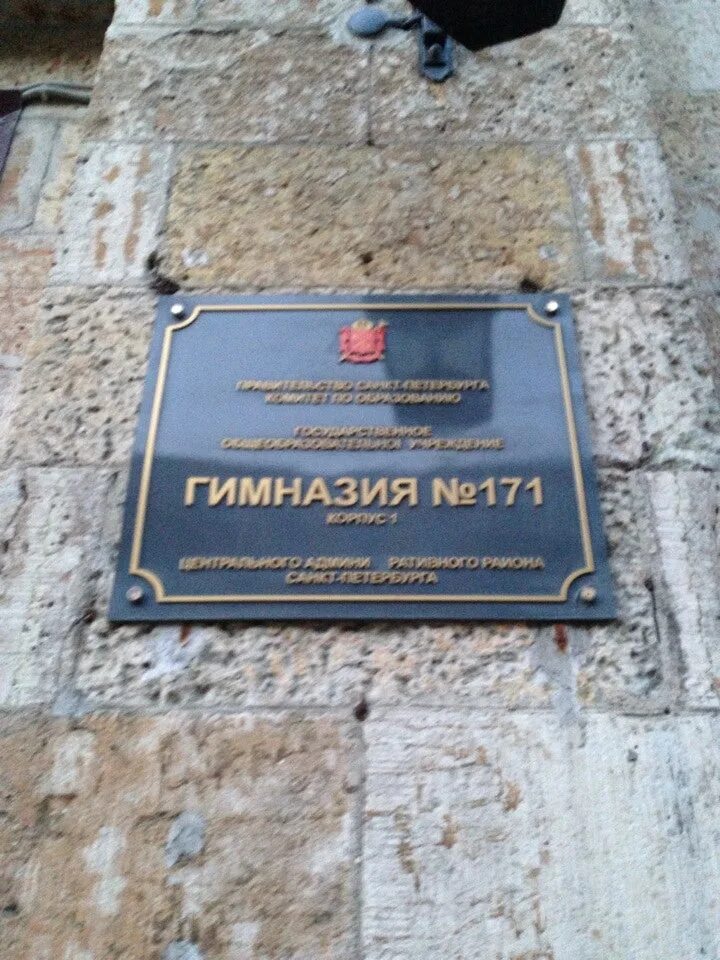 ПРАВИТЕЛЬСТВО САНКТ-ПЕТЕРБУРГА
КОМИТЕТ ПО ОБРАЗОВАНИЮ
ГОСУДАРСТВЕННОЕ
ОБЩЕОБРАЗОВАТЕЛЬНОЕ УЧРЕЖДЕНИЕ
ГИМНАЗИЯ №171
КОРПУС 1
ЦЕНТРАЛЬНОГО АДМИНИ РАТИВНОГО РАЙОНА
САНКТ-ПЕТЕРБУРГА